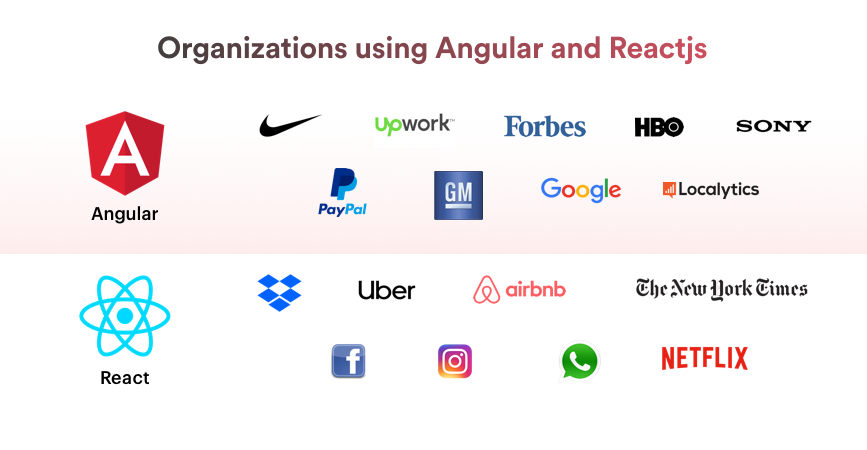 Organizations using Angular and Reactjs
A
Upwork™
Forbes
HBO
SONY
Angular
PayPal
GM
Google
Localytics
Uber
airbnb
The New York Times
React
f
NETFLIX